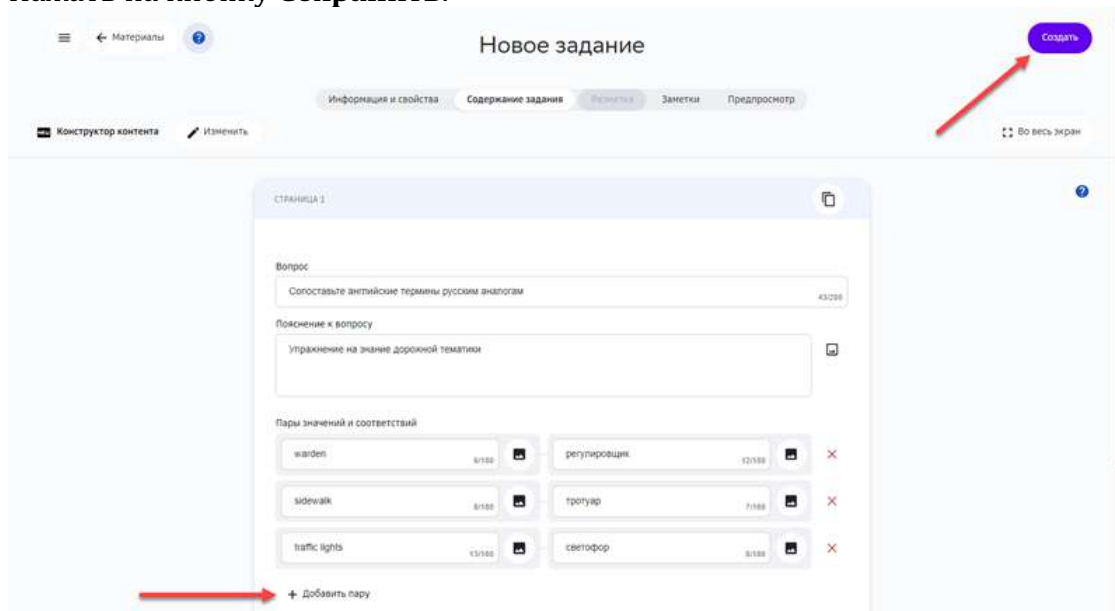 нажать на кнопку Сохранить.
Материалы
?
Новое задание
Создать
Информация и свойства Содержание задания Разметка Заметки Предпросмотр
Конструктор контента Изменить Во весь экран
СТРАНИЦА 1
?
Вопрос
Сопоставьте английские термины русским аналогам 43/200
Пояснение к вопросу
Упражнение на знание дорожной тематики
Пары значений и соответствий
warden 6/100 регулировщик 12/100
sidewalk 8/100 тротуар 7/100
traffic lights 13/100 светофор 8/100
+ Добавить пару